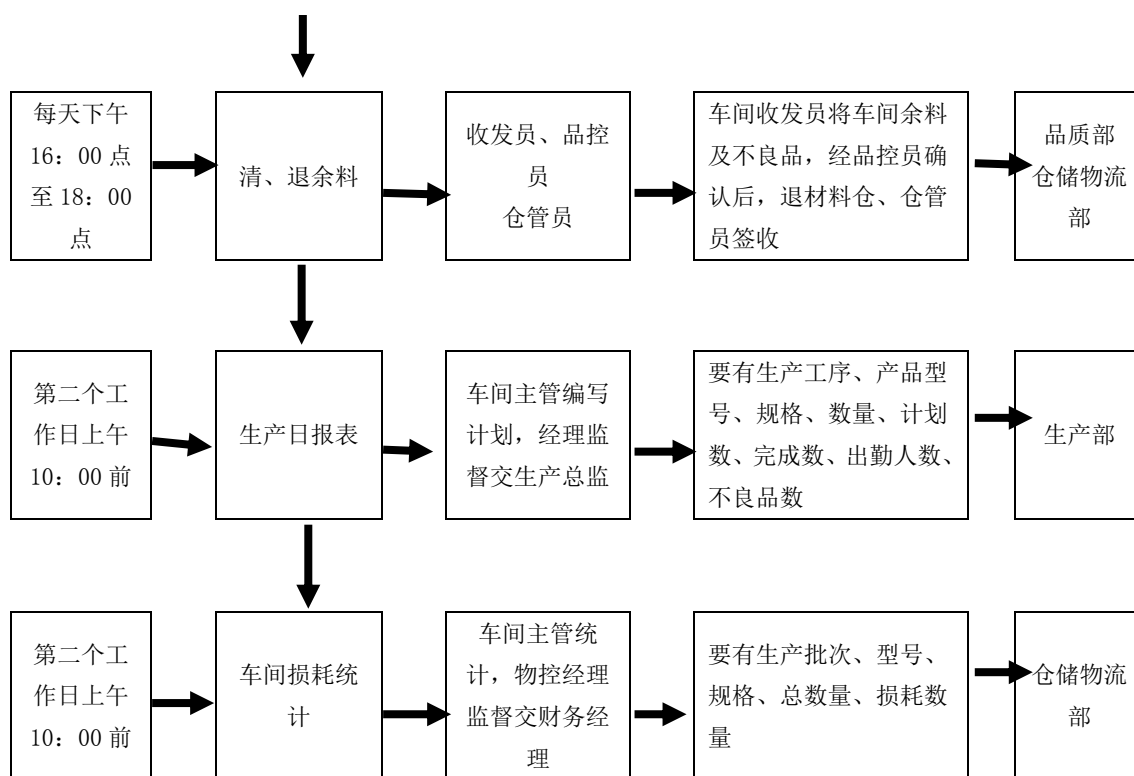 每天下午
16：00 点
至 18：00
点
清、退余料
收发员、品控
员
仓管员
车间收发员将车间余料
及不良品，经品控员确
认后，退材料仓、仓管
员签收
品质部
仓储物流
部
第二个工
作日上午
10：00 前
生产日报表
车间主管编写
计划，经理监
督交生产总监
要有生产工序、产品型
号、规格、数量、计划
数、完成数、出勤人数、
不良品数
生产部
第二个工
作日上午
10：00 前
车间损耗统
计
车间主管统
计，物控经理
监督交财务经
理
要有生产批次、型号、
规格、总数量、损耗数
量
仓储物流
部